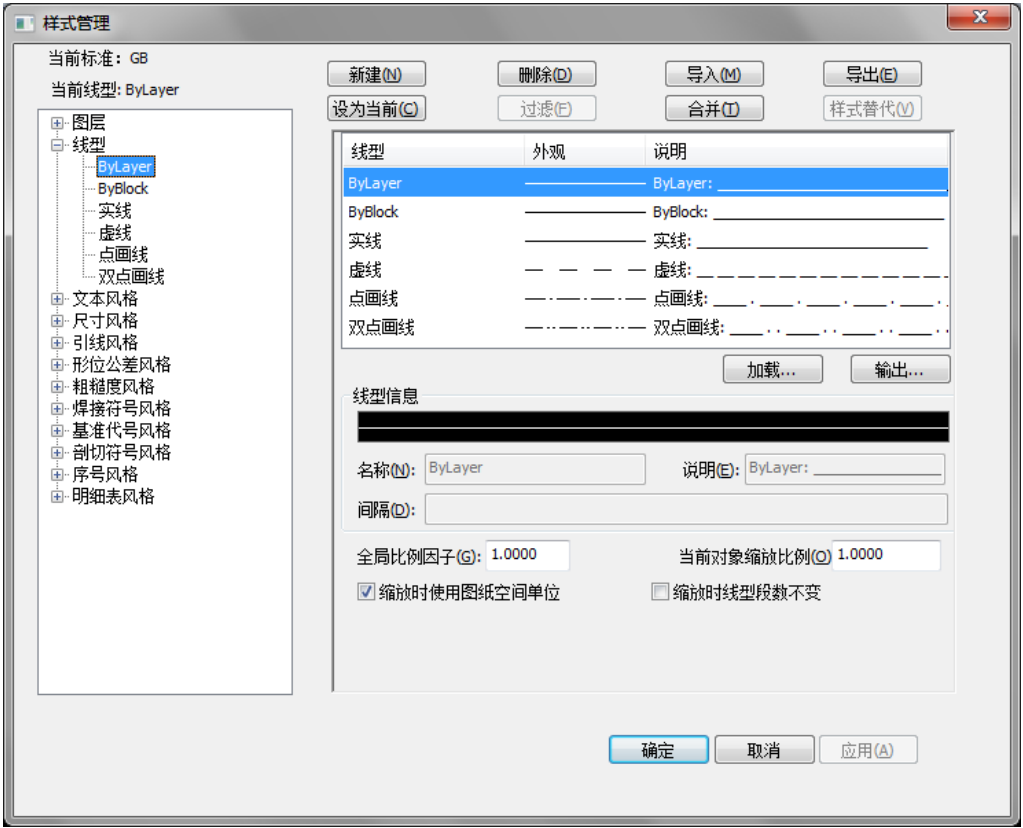 样式管理
当前标准：GB
当前线型: ByLayer
新建(N) 删除(D) 导入(M) 导出(E)
设为当前(C) 过滤(F) 合并(T) 样式替代(V)
图层
线型
ByLayer
ByBlock
实线
虚线
点画线
双点画线
文本风格
尺寸风格
引线风格
形位公差风格
粗糙度风格
焊接符号风格
基准代号风格
剖切符号风格
序号风格
明细表风格
线型 外观 说明
ByLayer ByLayer:
ByBlock ByBlock:
实线 实线:
虚线 虚线:
点画线 点画线:
双点画线 双点画线:
加载... 输出...
线型信息
名称(N): ByLayer 说明(E): ByLayer:
间隔(D):
全局比例因子(G): 1.0000 当前对象缩放比例(O) 1.0000
缩放时使用图纸空间单位 缩放时线型段数不变
确定 取消 应用(A)